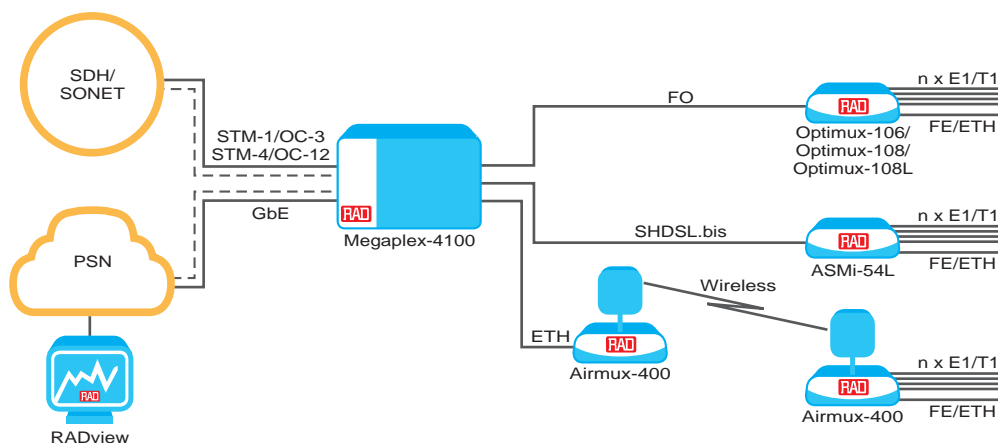 SDH/
SONET
STM-1/OC-3
STM-4/OC-12
GbE
PSN
RAD
RADview
RAD
Megaplex-4100
FO
RAD
Optimux-106/
Optimux-108/
Optimux-108L
n x E1/T1
FE/ETH
SHDSL.bis
RAD
ASMi-54L
n x E1/T1
FE/ETH
ETH
RAD
Airmux-400
Wireless
RAD
Airmux-400
n x E1/T1
FE/ETH